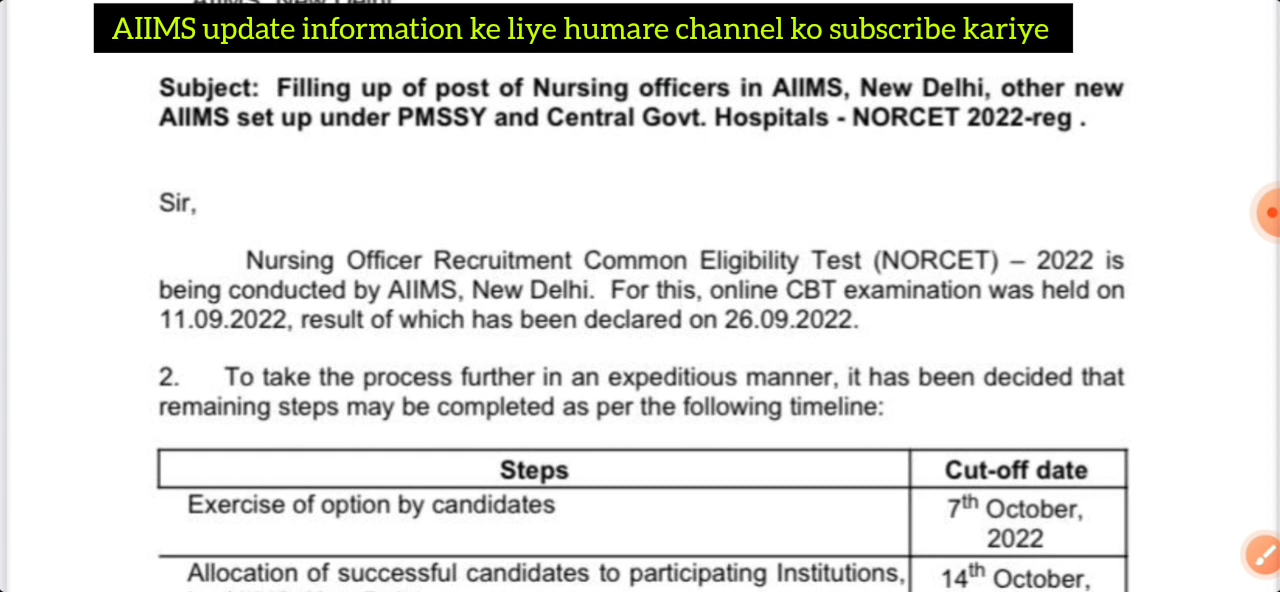 AIIMS update information ke liye humare channel ko subscribe kariye
Subject: Filling up of post of Nursing officers in AIIMS, New Delhi, other new
AIIMS set up under PMSSY and Central Govt. Hospitals - NORCET 2022-reg .
Sir,
Nursing Officer Recruitment Common Eligibility Test (NORCET) – 2022 is
being conducted by AIIMS, New Delhi. For this, online CBT examination was held on
11.09.2022, result of which has been declared on 26.09.2022.
2. To take the process further in an expeditious manner, it has been decided that
remaining steps may be completed as per the following timeline:
Steps Cut-off date
Exercise of option by candidates 7th October,
2022
Allocation of successful candidates to participating Institutions, 14th October,